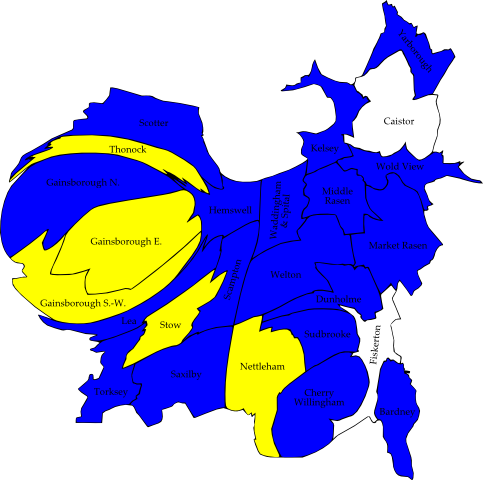 Yarborough
Caistor
Scotter
Thonock
Kelsey
Wold View
Gainsborough N.
Middle
Rasen
Hemswell
Waddingham
& Spital
Gainsborough E.
Market Rasen
Scampton
Welton
Gainsborough S.-W.
Dunholme
Lea
Stow
Sudbrooke
Fiskerton
Nettleham
Saxilby
Torksey
Cherry
Willingham
Bardney